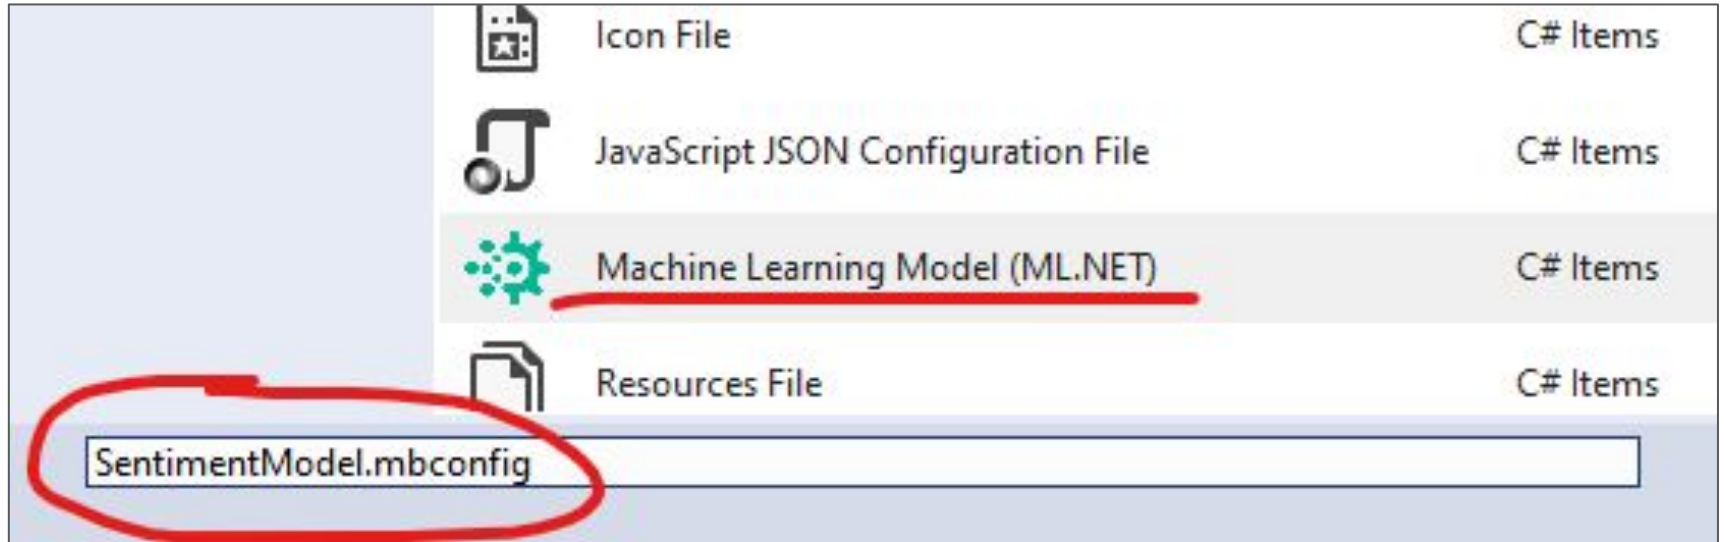 Icon File C# Items
JavaScript JSON Configuration File C# Items
Machine Learning Model (ML.NET) C# Items
Resources File C# Items
SentimentModel.mbconfig